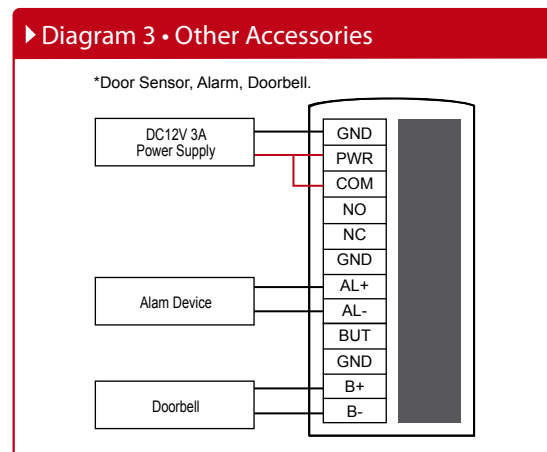 Diagram 3 • Other Accessories
*Door Sensor, Alarm, Doorbell.
DC12V 3A
Power Supply
GND
PWR
COM
NO
NC
GND
Alam Device
AL+
AL-
BUT
GND
Doorbell
B+
B-